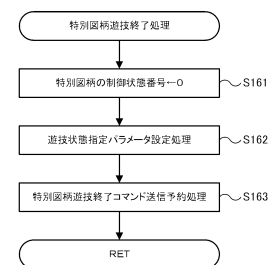 特別図柄遊技終了処理
特別図柄の制御状態番号←0
S161
遊技状態指定パラメータ設定処理
S162
特別図柄遊技終了コマンド送信予約処理
S163
RET